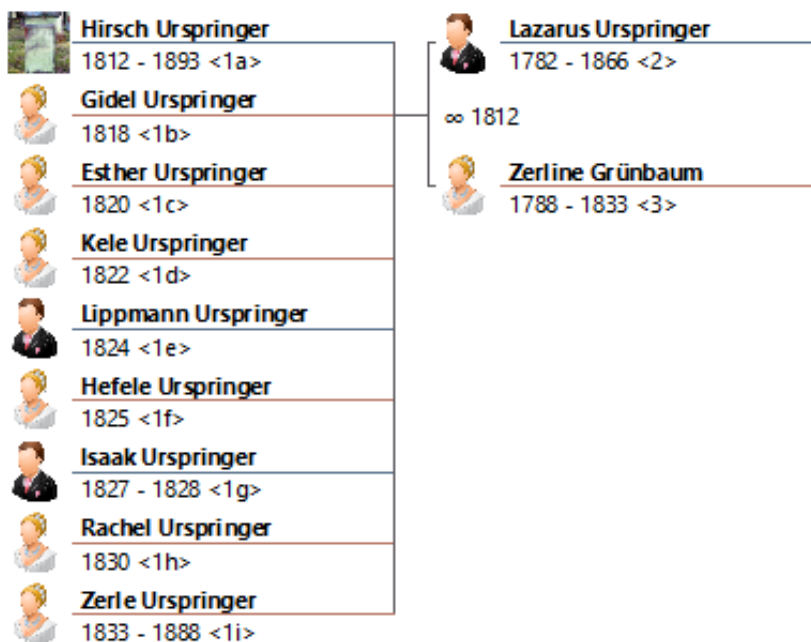 Hirsch Urspringer
1812 - 1893 <1a>
Gidel Urspringer
1818 <1b>
Esther Urspringer
1820 <1c>
Kele Urspringer
1822 <1d>
Lippmann Urspringer
1824 <1e>
Hefele Urspringer
1825 <1f>
Isaak Urspringer
1827 - 1828 <1g>
Rachel Urspringer
1830 <1h>
Zerle Urspringer
1833 - 1888 <1i>
Lazarus Urspringer
1782 - 1866 <2>
∞ 1812
Zerline Grünbaum
1788 - 1833 <3>